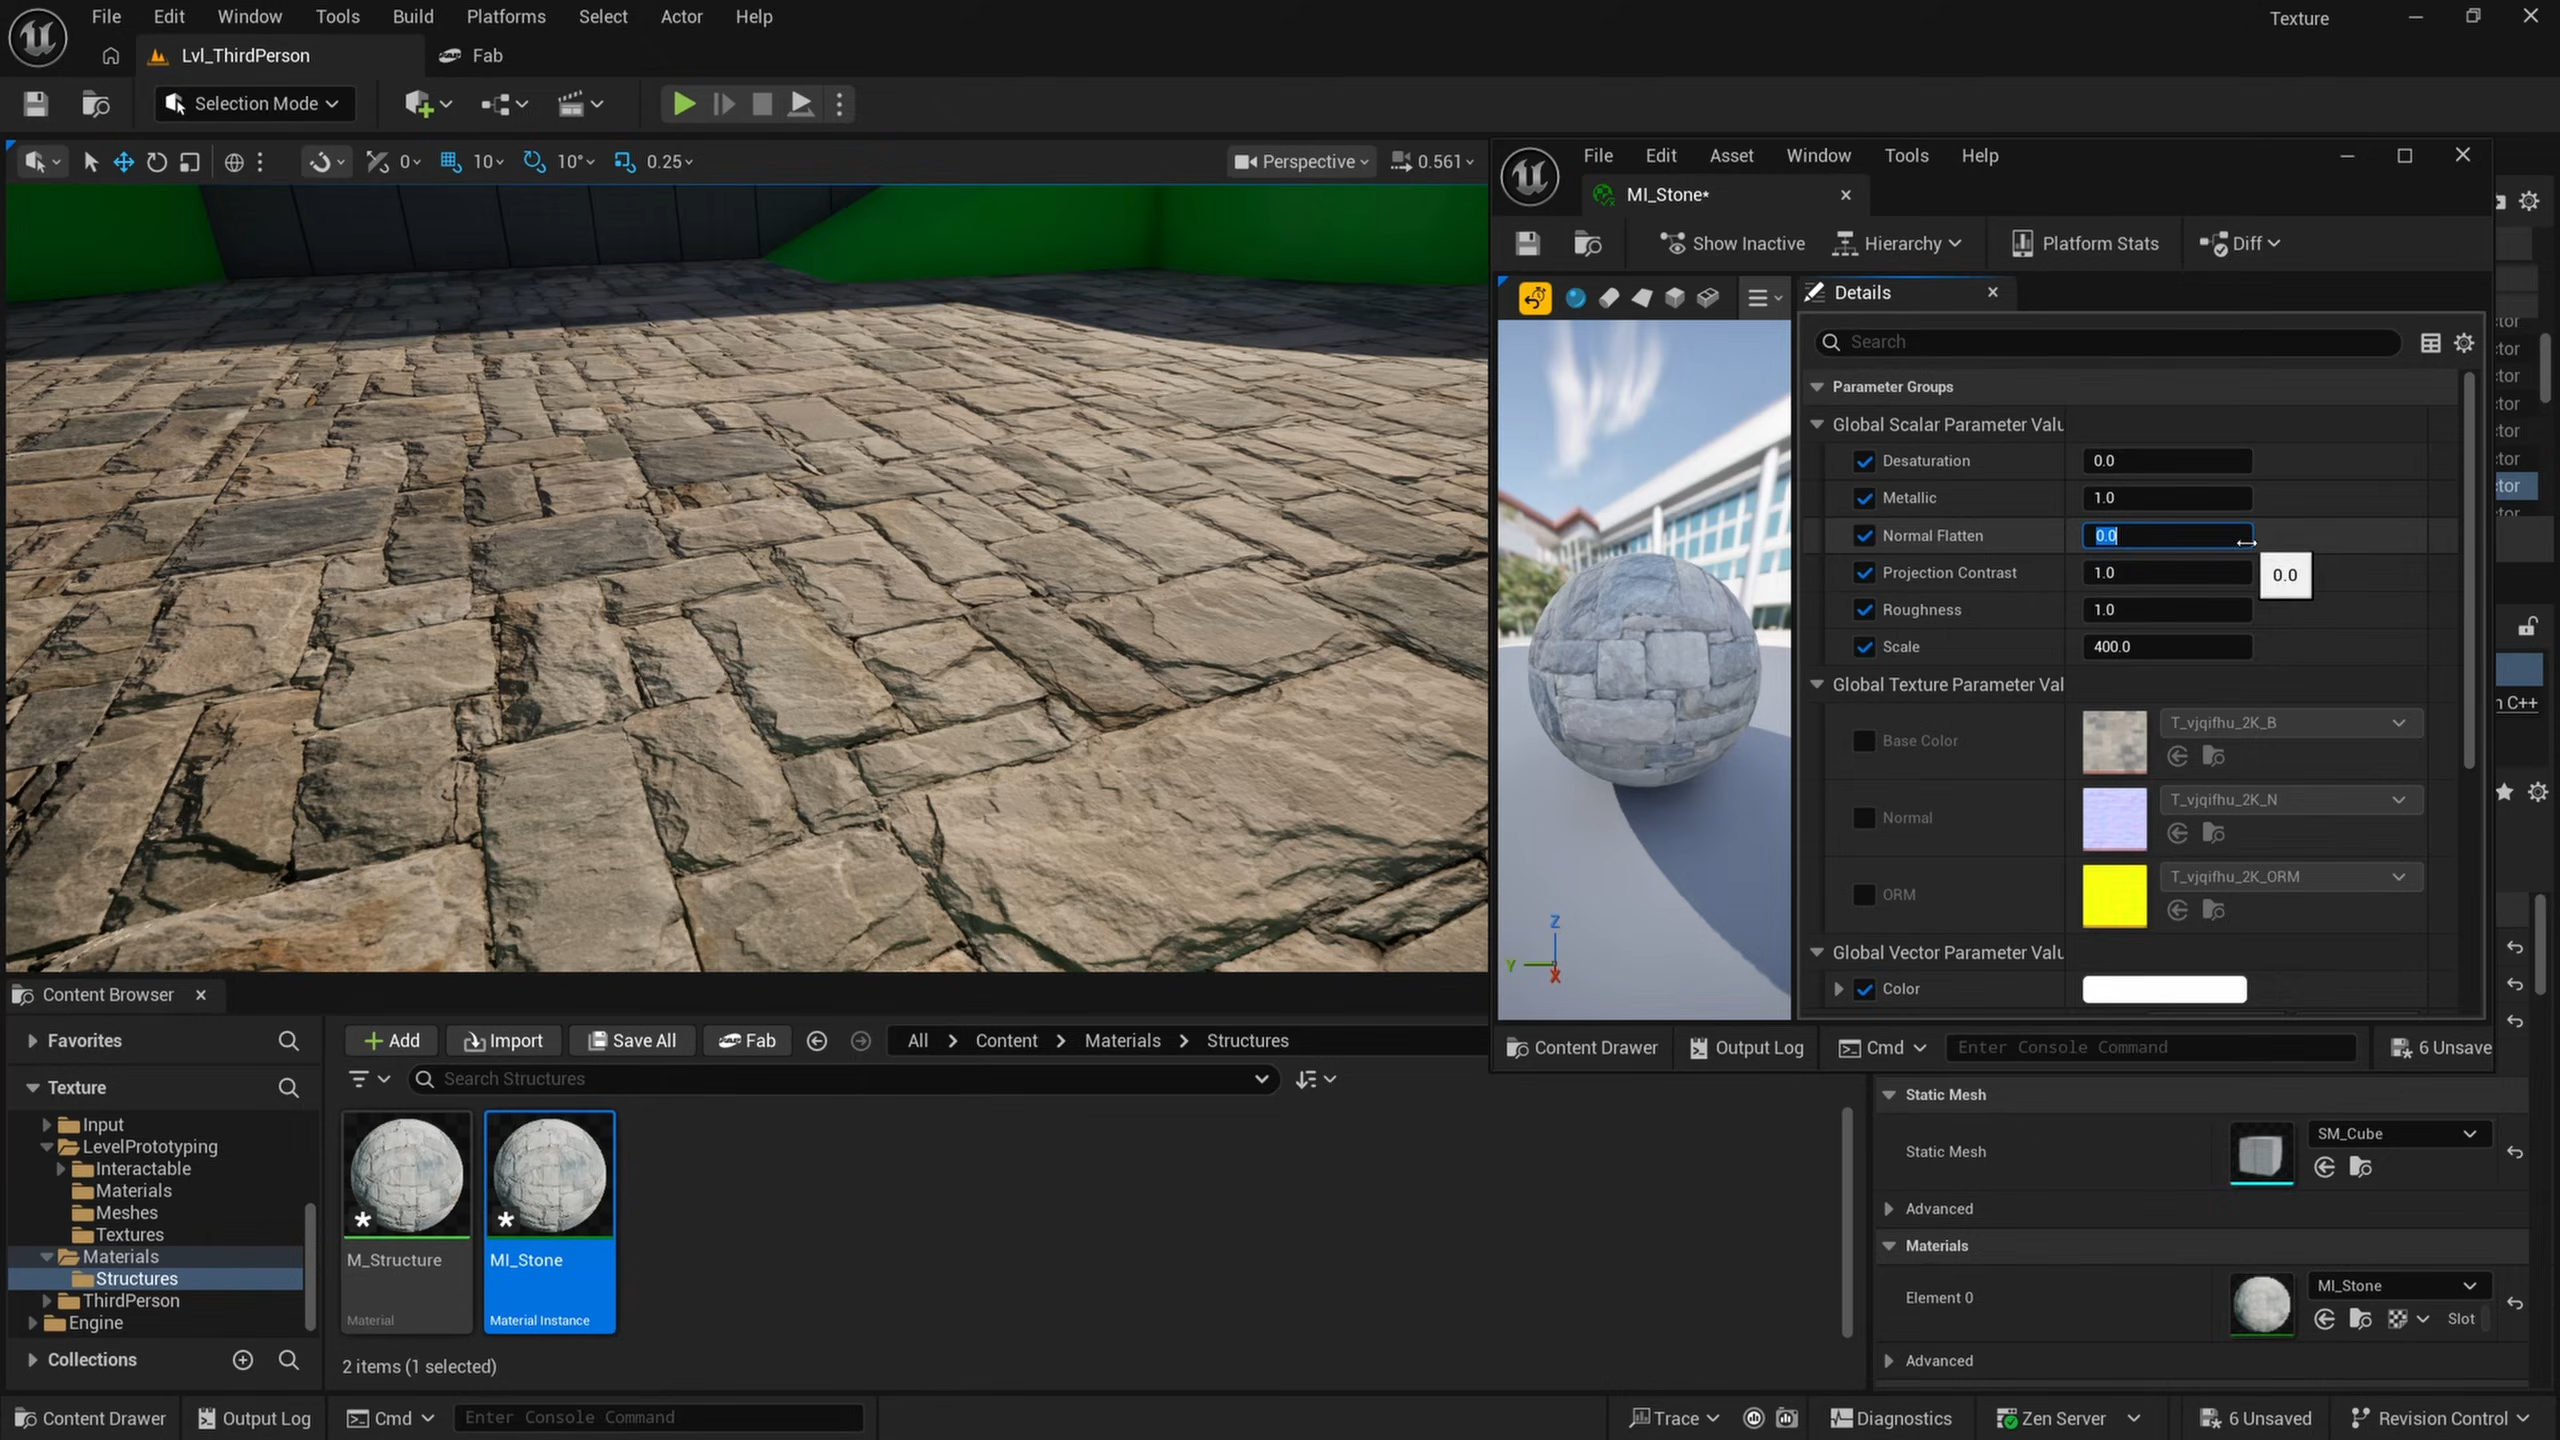 File Edit Window Tools Build Platforms Select Actor Help
Texture
Lvl_ThirdPerson
Fab
Selection Mode
0 10 10° 0.25
Perspective 0.561
File Edit Asset Window Tools Help
MI_Stone*
Show Inactive Hierarchy Platform Stats Diff
Details
Search
Parameter Groups
Global Scalar Parameter Valu
Desaturation 0.0
Metallic 1.0
Normal Flatten 0.0
Projection Contrast 1.0
0.0
Roughness 1.0
Scale 400.0
Global Texture Parameter Val
Base Color T_vjqifhu_2K_B
Normal T_vjqifhu_2K_N
ORM T_vjqifhu_2K_ORM
Global Vector Parameter Valu
Color
Z
Y
X
Content Drawer Output Log Cmd Enter Console Command 6 Unsave
ctor
ctor
ctor
ctor
ctor
ctor
n C++
Content Browser
Favorites
Texture
Input
LevelPrototyping
Interactable
Materials
Meshes
Textures
Materials
Structures
ThirdPerson
Engine
Collections
Add Import Save All Fab All Content Materials Structures
Search Structures
M_Structure
Material
MI_Stone
Material Instance
2 items (1 selected)
Static Mesh
Static Mesh SM_Cube
Advanced
Materials
Element 0 MI_Stone
Slot
Advanced
Content Drawer Output Log Cmd Enter Console Command
Trace Diagnostics Zen Server 6 Unsaved Revision Control